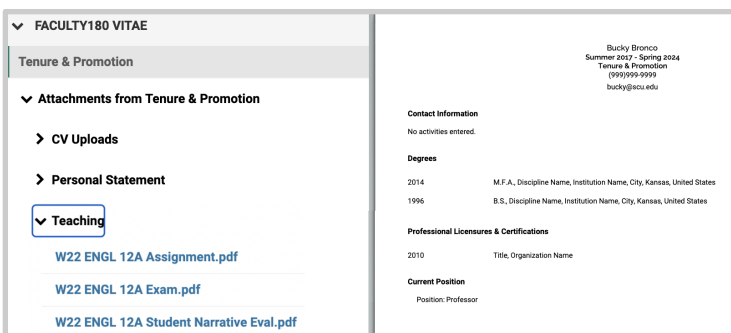 FACULTY180 VITAE
Tenure & Promotion
Attachments from Tenure & Promotion
CV Uploads
Personal Statement
Teaching
W22 ENGL 12A Assignment.pdf
W22 ENGL 12A Exam.pdf
W22 ENGL 12A Student Narrative Eval.pdf
Bucky Bronco
Summer 2017 - Spring 2024
Tenure & Promotion
(999)999-9999
bucky@scu.edu
Contact Information
No activities entered.
Degrees
2014 M.F.A., Discipline Name, Institution Name, City, Kansas, United States
1996 B.S., Discipline Name, Institution Name, City, Kansas, United States
Professional Licensures & Certifications
2010 Title, Organization Name
Current Position
Position: Professor